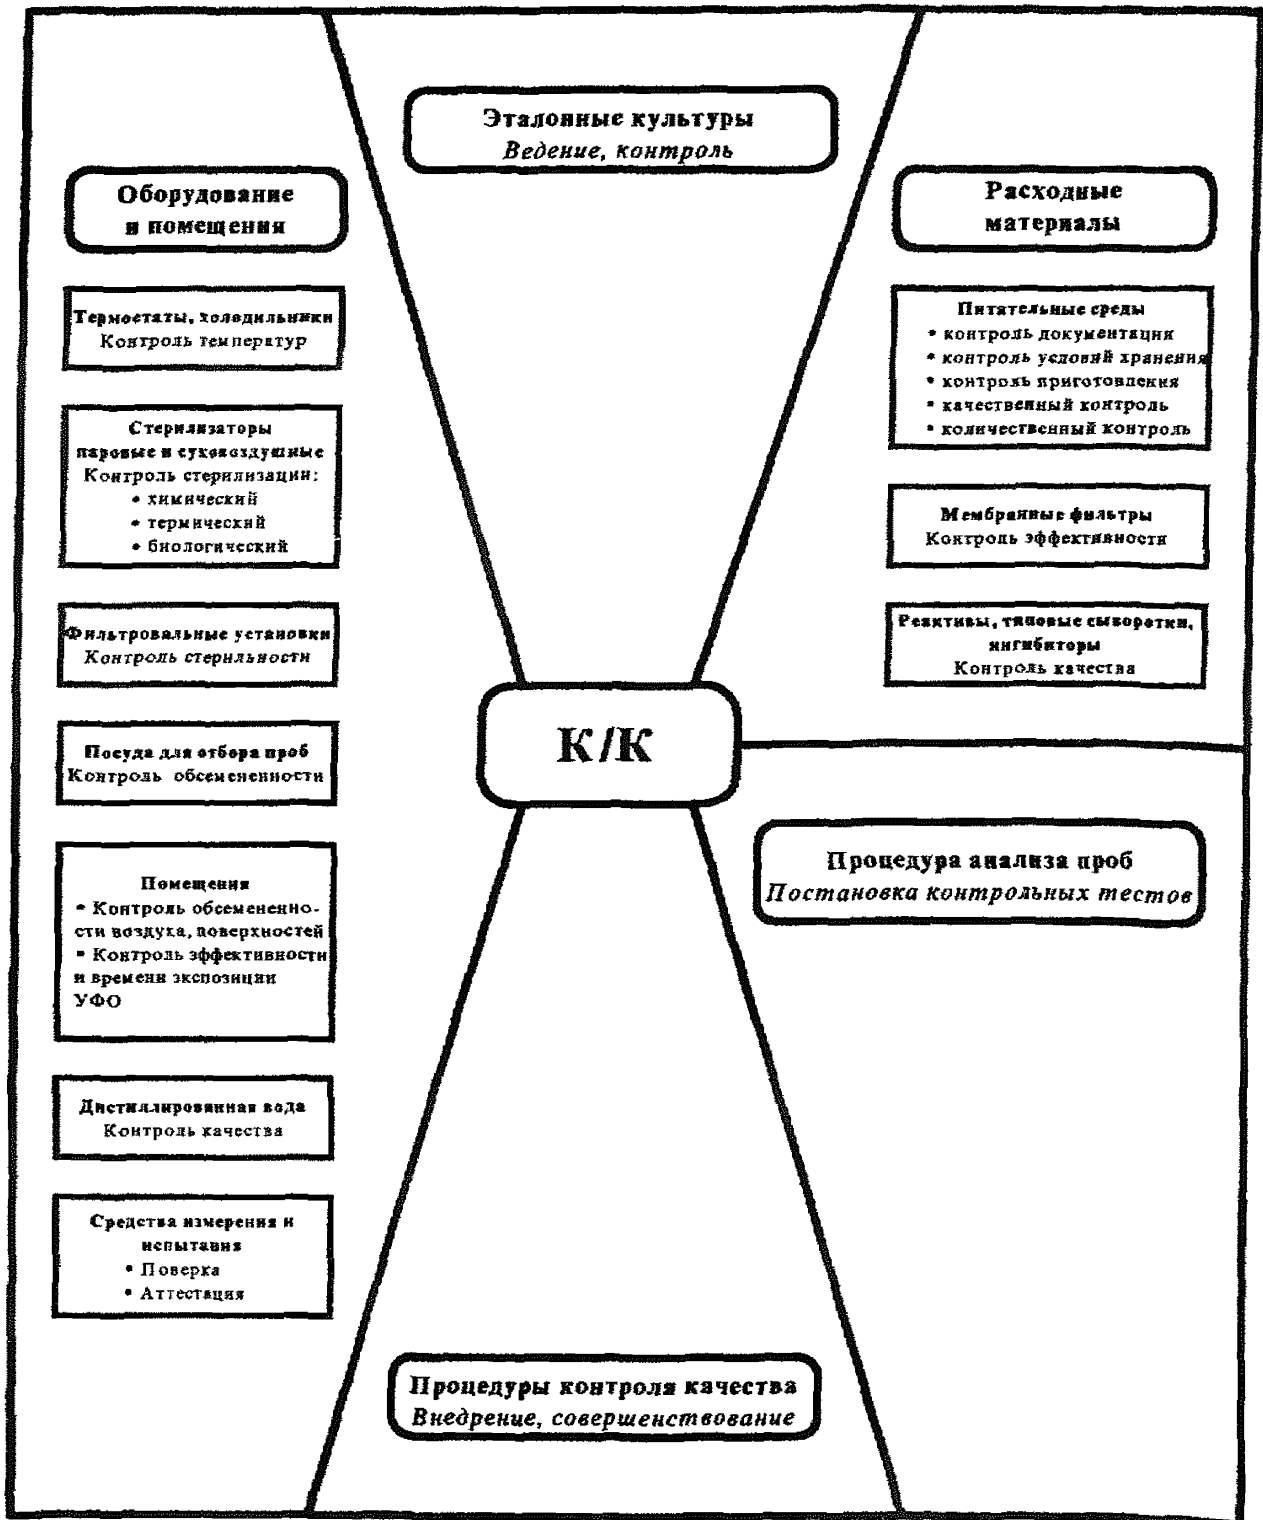 Эталонные культуры
Ведение, контроль
Оборудование
и помещения
Термостаты, холодильники
Контроль температур
Стерилизаторы
паровые и суховоздушные
Контроль стерилизации:
• химический
• термический
• биологический
Фильтровальные установки
Контроль стерильности
Посуда для отбора проб
Контроль обсемененности
Помещения
• Контроль обсемененно-
сти воздуха, поверхностей
• Контроль эффективности
и времени экспозиции
УФО
Дистиллированная вода
Контроль качества
Средства измерения и
испытания
• Поверка
• Аттестация
Расходные
материалы
Питательные среды
• контроль документации
• контроль условий хранения
• контроль приготовления
• качественный контроль
• количественный контроль
Мембранные фильтры
Контроль эффективности
Реактивы, типовые сыворотки,
ингибиторы
Контроль качества
К/К
Процедура анализа проб
Постановка контрольных тестов
Процедуры контроля качества
Внедрение, совершенствование